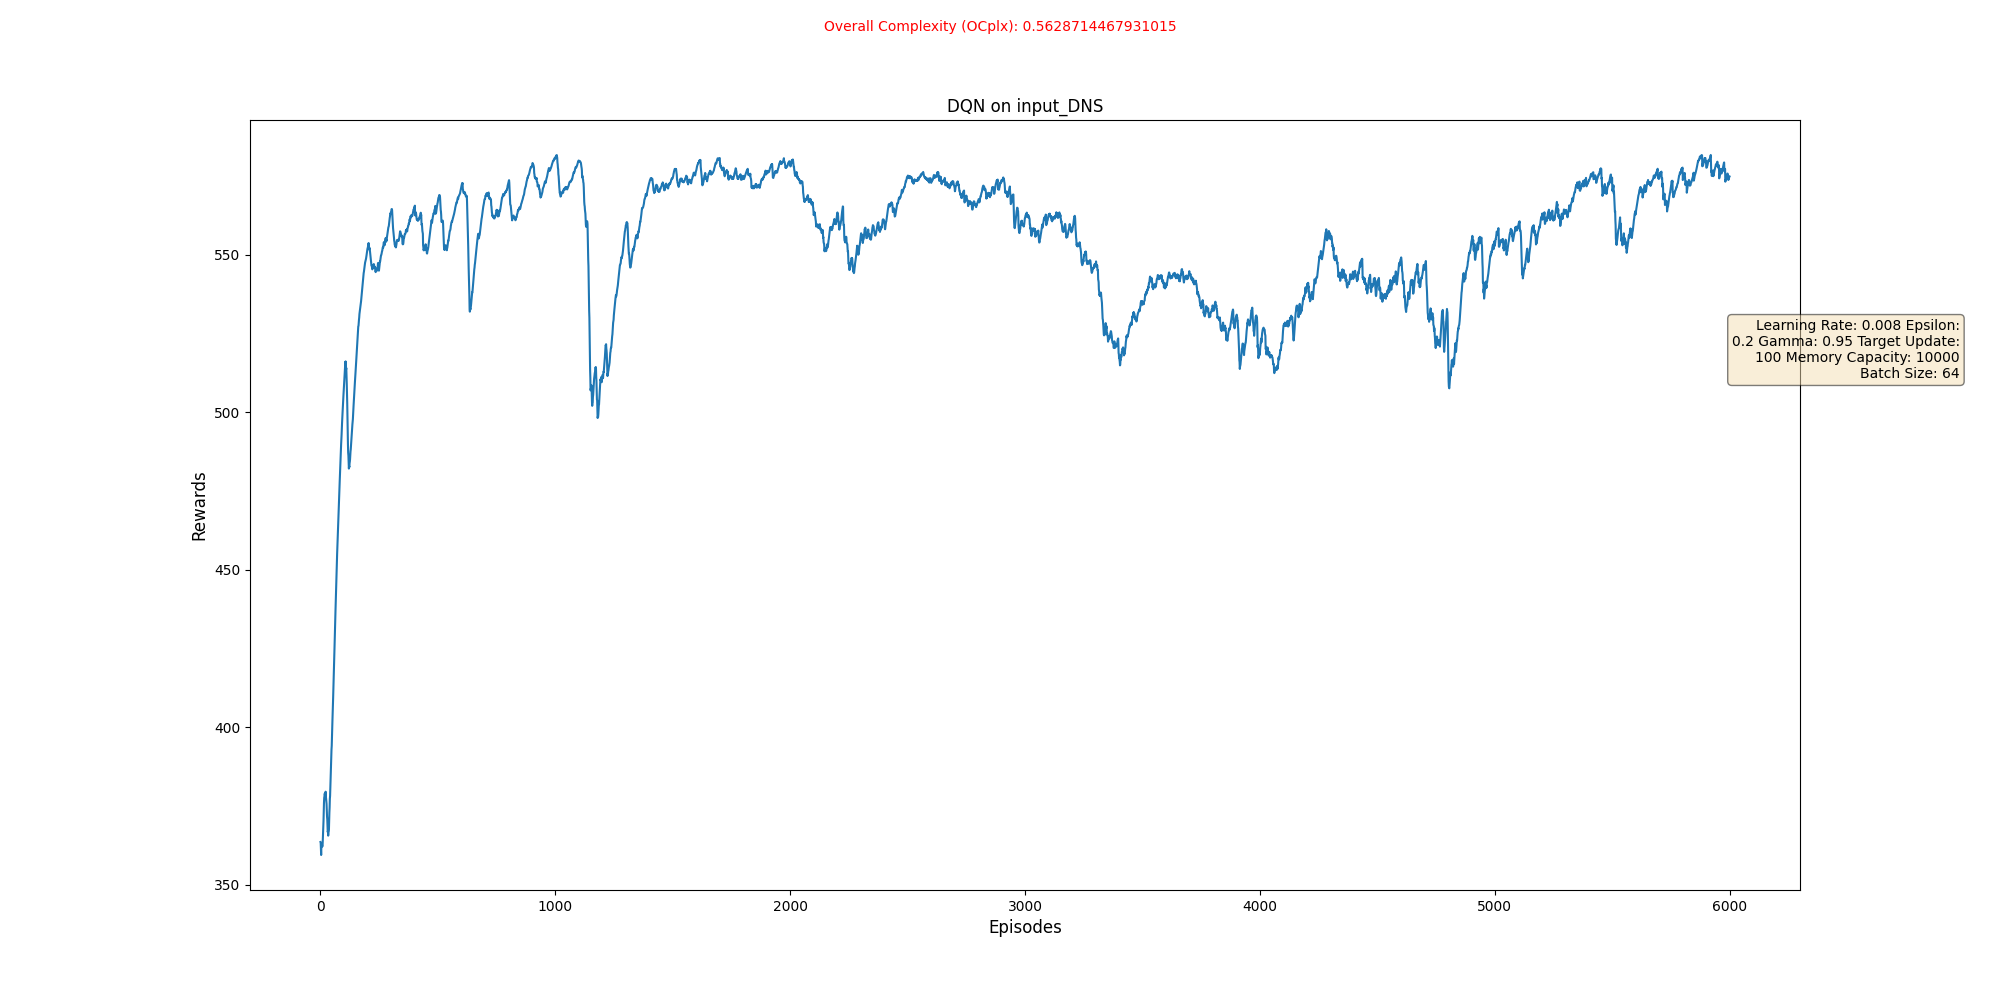 Overall Complexity (OCplx): 0.5628714467931015
DQN on input_DNS
Rewards
550
500
450
400
350
Learning Rate: 0.008 Epsilon:
0.2 Gamma: 0.95 Target Update:
100 Memory Capacity: 10000
Batch Size: 64
0 1000 2000 3000 4000 5000 6000
Episodes